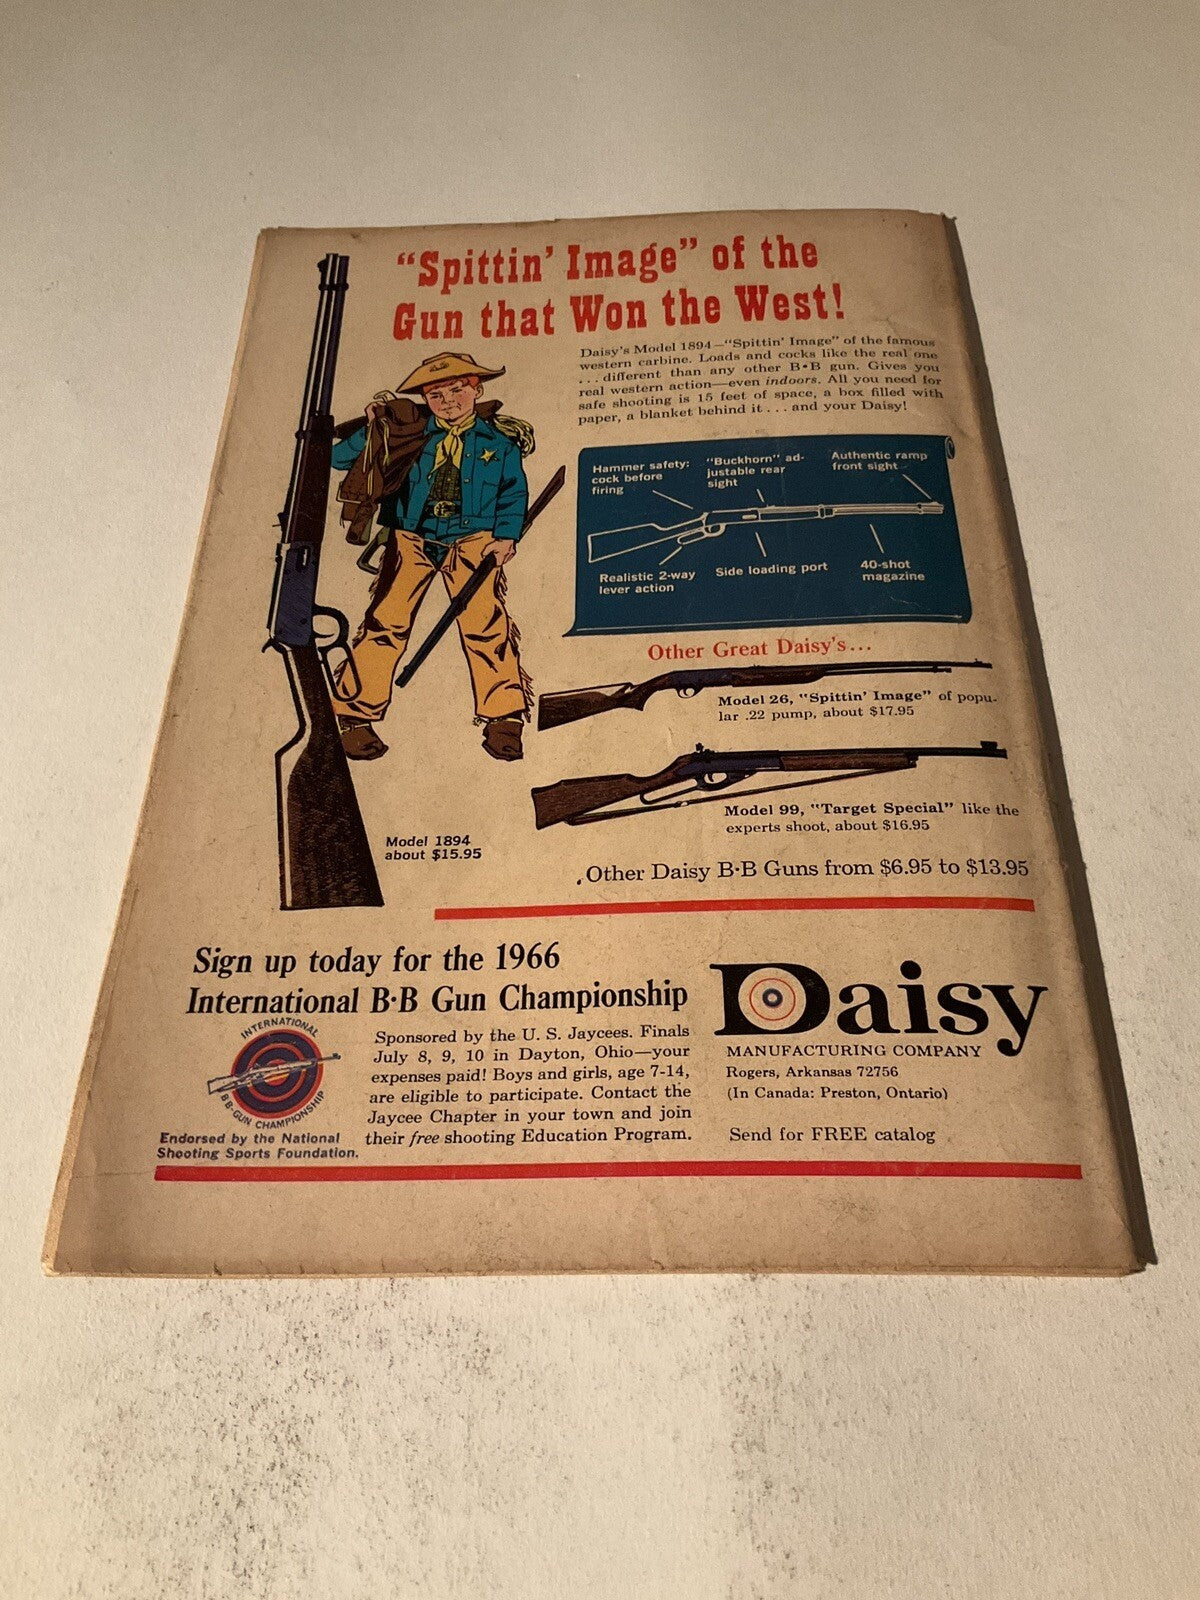 "Spittin' Image" of the
Gun that Won the West!
Daisy's Model 1894—"Spittin' Image" of the famous
western carbine. Loads and cocks like the real one
... different than any other B•B gun. Gives you
real western action—even indoors. All you need for
safe shooting is 15 feet of space, a box filled with
paper, a blanket behind it ... and your Daisy!
Hammer safety:
cock before
firing
"Buckhorn" ad-
justable rear
sight
Authentic ramp
front sight
Realistic 2-way
lever action
Side loading port
40-shot
magazine
Other Great Daisy's...
Model 26, "Spittin' Image" of popu-
lar .22 pump, about $17.95
Model 99, "Target Special" like the
experts shoot, about $16.95
Model 1894
about $15.95
Other Daisy B•B Guns from $6.95 to $13.95
Sign up today for the 1966
International B•B Gun Championship
INTERNATIONAL
BB-GUN CHAMPIONSHIP
Endorsed by the National
Shooting Sports Foundation.
Sponsored by the U. S. Jaycees. Finals
July 8, 9, 10 in Dayton, Ohio—your
expenses paid! Boys and girls, age 7-14,
are eligible to participate. Contact the
Jaycee Chapter in your town and join
their free shooting Education Program.
Daisy
MANUFACTURING COMPANY
Rogers, Arkansas 72756
(In Canada: Preston, Ontario)
Send for FREE catalog